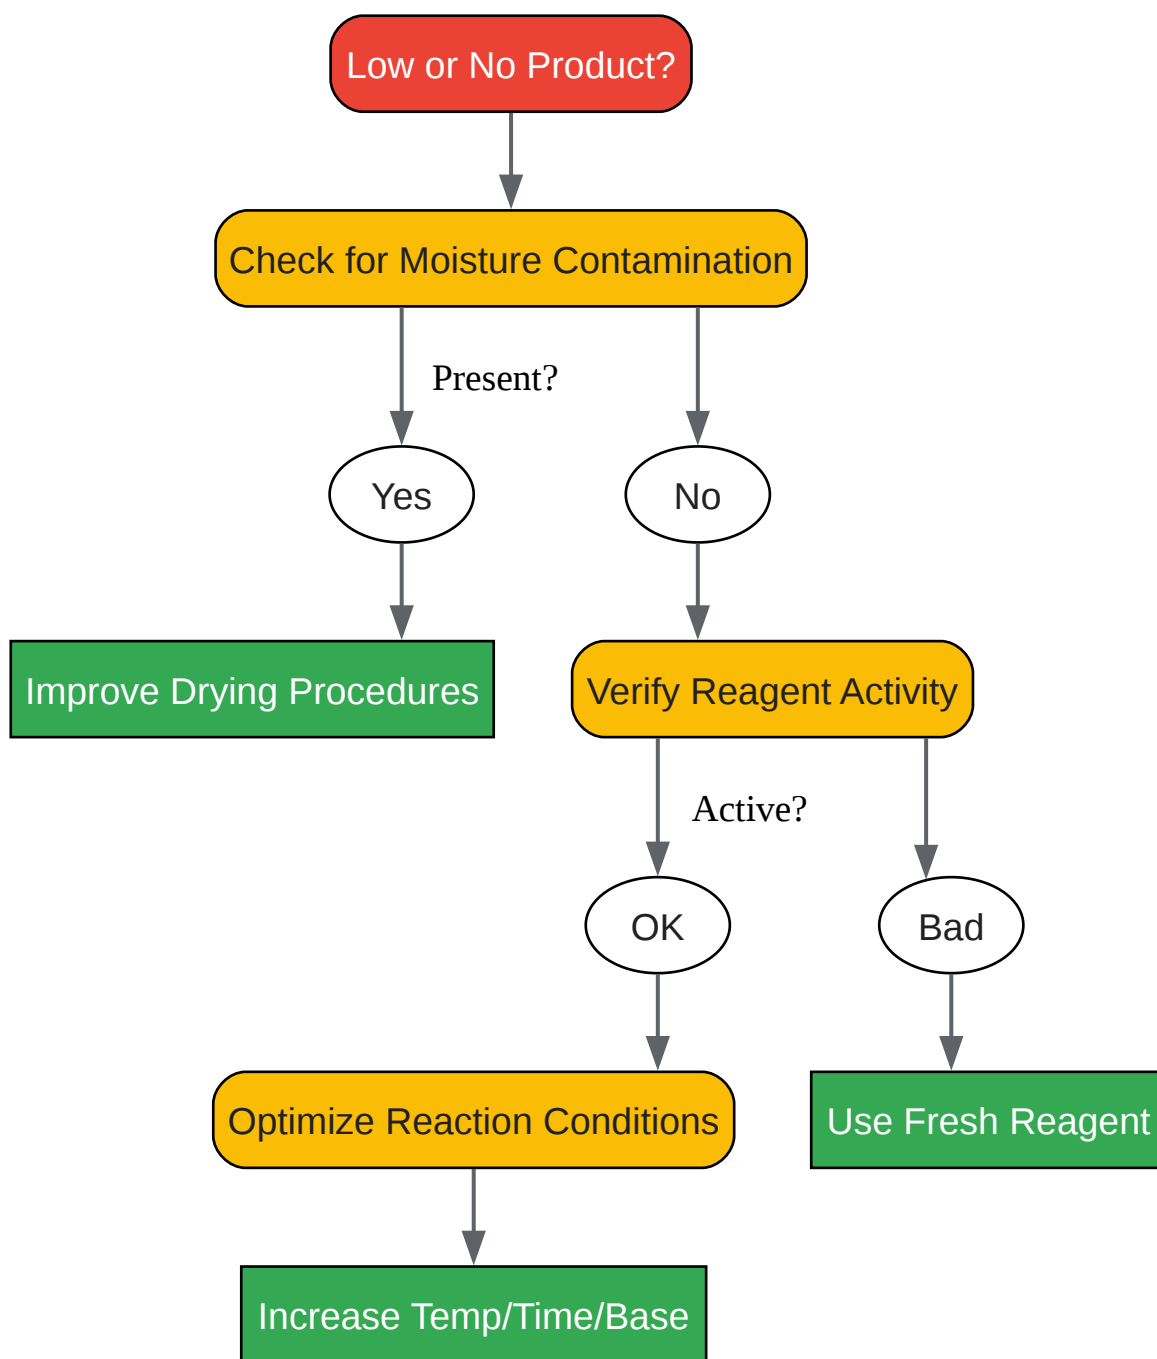 Low or No Product?
Check for Moisture Contamination
Present?
Yes
No
Improve Drying Procedures
Verify Reagent Activity
Active?
OK
Bad
Optimize Reaction Conditions
Use Fresh Reagent
Increase Temp/Time/Base